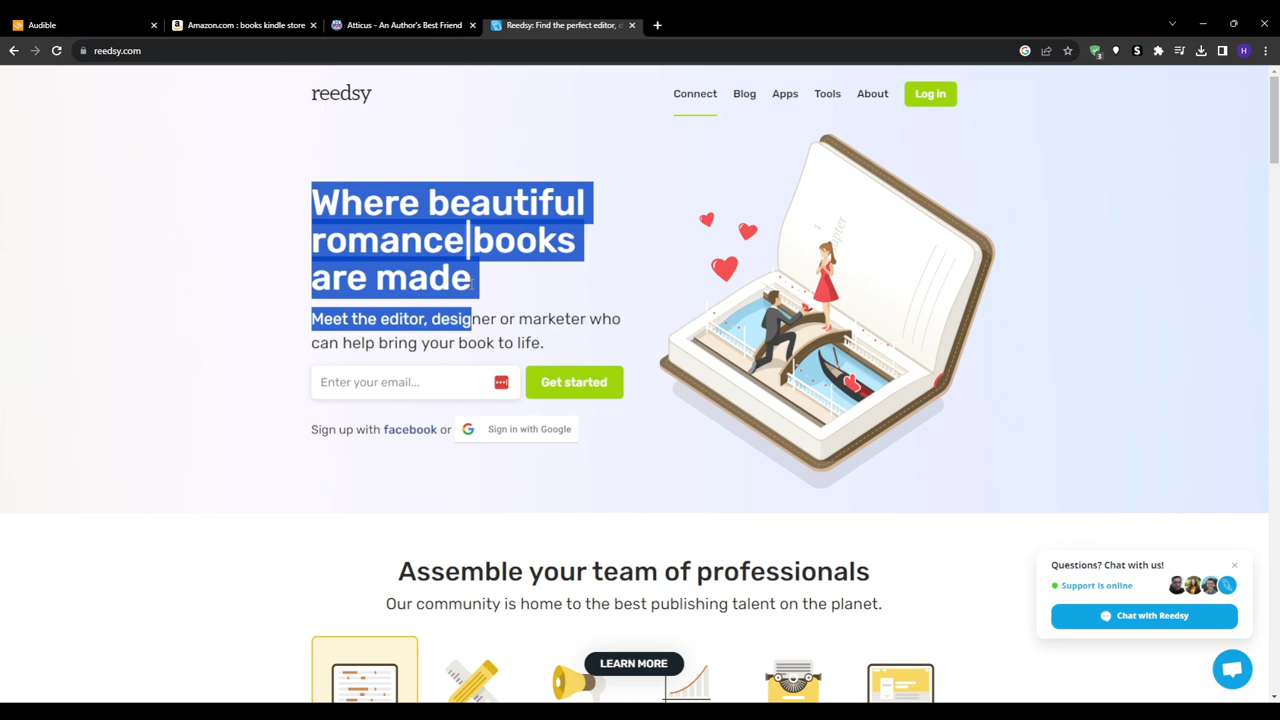 Audible
Amazon.com : books kindle store
Atticus - An Author's Best Friend
Reedsy: Find the perfect editor, d
reedsy.com
3
S
H
reedsy
Connect
Blog
Apps
Tools
About
Log in
Where beautiful
romance books
are made
Meet the editor, designer or marketer who
can help bring your book to life.
Enter your email...
Get started
Sign up with facebook or
Sign in with Google
Assemble your team of professionals
Our community is home to the best publishing talent on the planet.
LEARN MORE
Questions? Chat with us!
Support is online
Chat with Reedsy